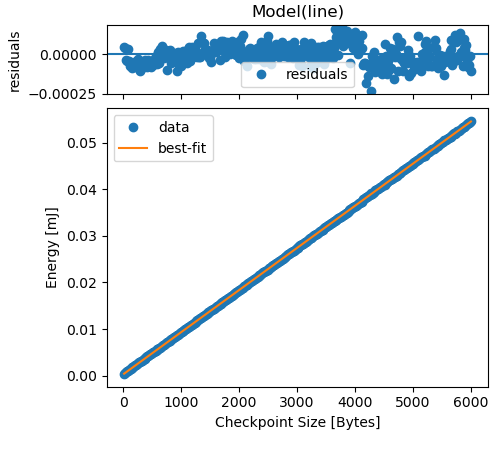 Model(line)
residuals
0.00000
−0.00025
residuals
data
best-fit
Energy [mJ]
0.05
0.04
0.03
0.02
0.01
0.00
0 1000 2000 3000 4000 5000 6000
Checkpoint Size [Bytes]